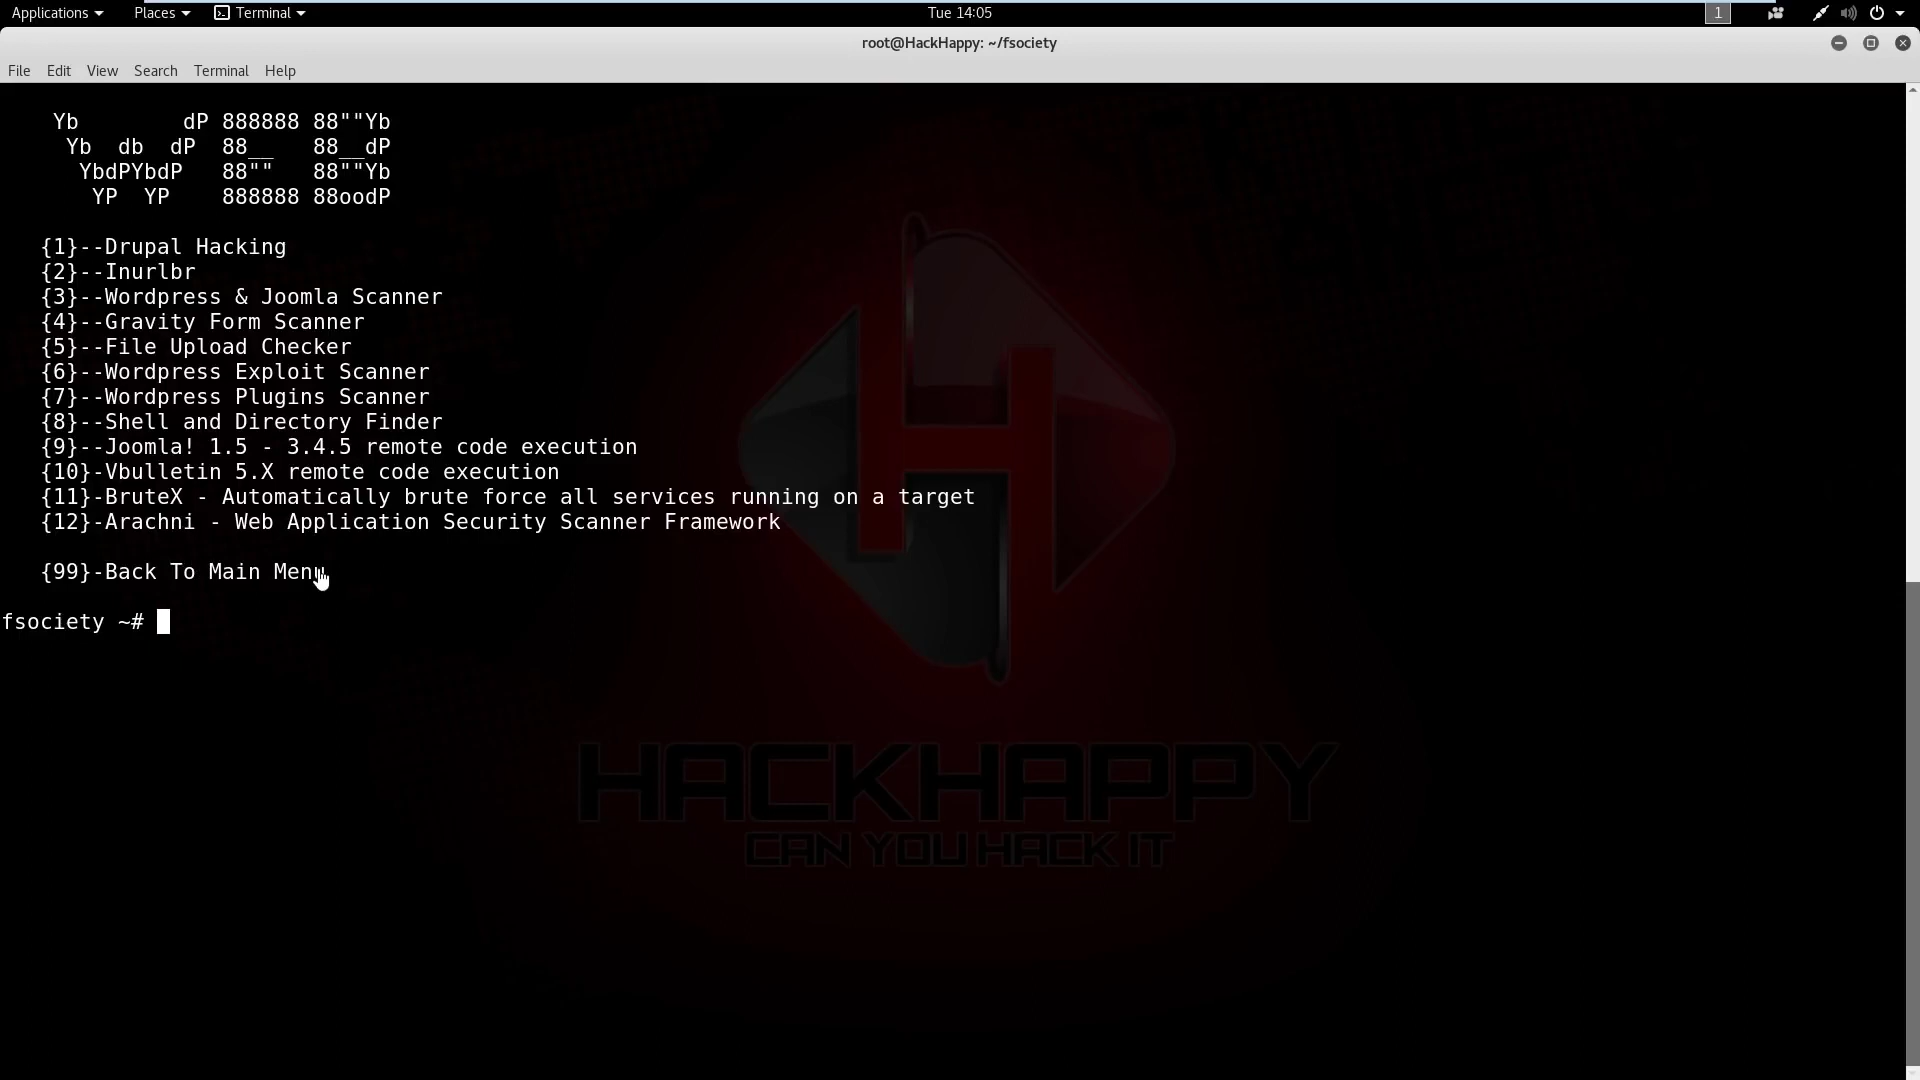 Applications Places Terminal Tue 14:05 1
root@HackHappy: ~/fsociety
File Edit View Search Terminal Help
Yb        dP 888888 88""Yb
 Yb  db  dP  88__   88__dP
  YbdPYbdP   88""   88""Yb
   YP  YP    888888 88oodP
{1}--Drupal Hacking
{2}--Inurlbr
{3}--Wordpress & Joomla Scanner
{4}--Gravity Form Scanner
{5}--File Upload Checker
{6}--Wordpress Exploit Scanner
{7}--Wordpress Plugins Scanner
{8}--Shell and Directory Finder
{9}--Joomla! 1.5 - 3.4.5 remote code execution
{10}-Vbulletin 5.X remote code execution
{11}-BruteX - Automatically brute force all services running on a target
{12}-Arachni - Web Application Security Scanner Framework
{99}-Back To Main Menu
fsociety ~#
H
HACKHAPPY
CAN YOU HACK IT